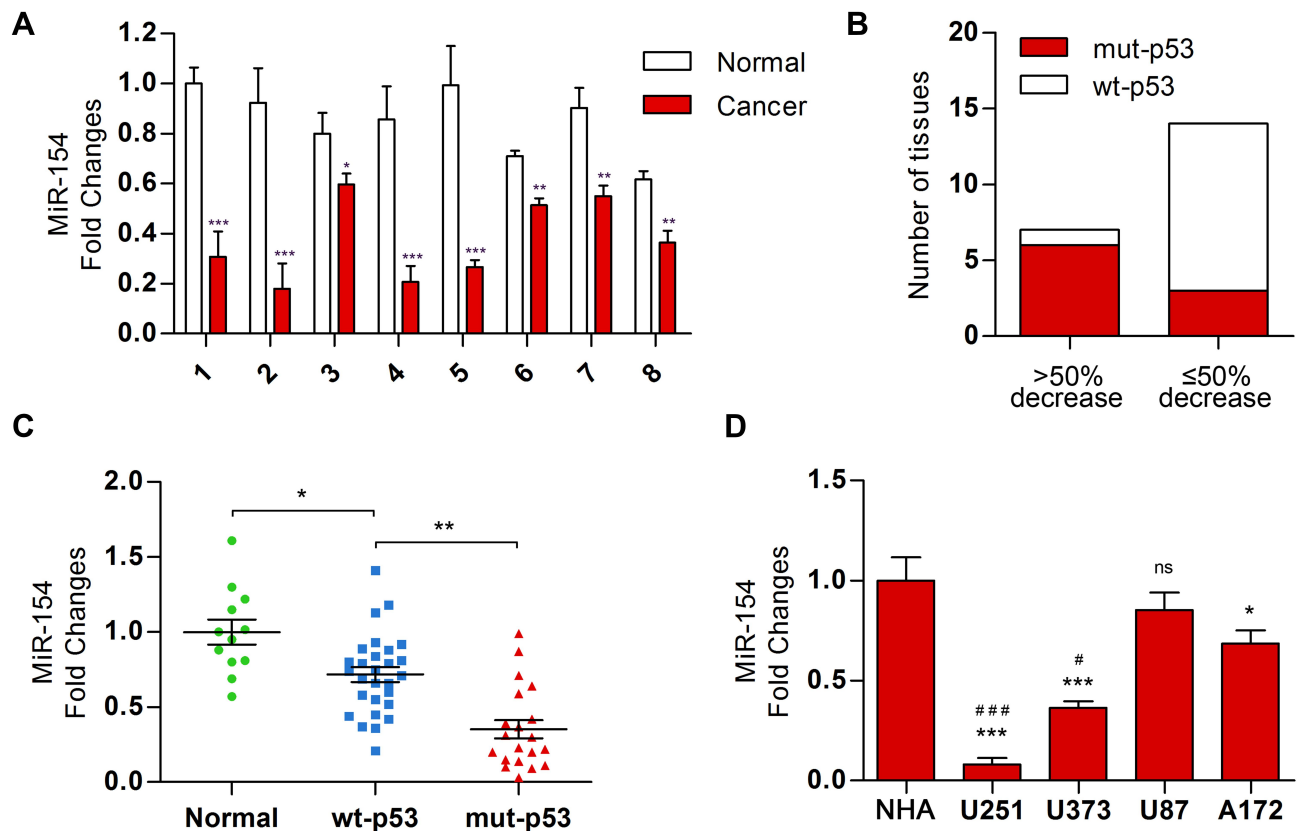 A
MiR-154
Fold Changes
1.2
1.0
0.8
0.6
0.4
0.2
0.0
Normal
Cancer
***
***
*
***
***
**
**
**
1
2
3
4
5
6
7
8
B
Number of tissues
20
15
10
5
0
mut-p53
wt-p53
>50%
decrease
≤50%
decrease
C
MiR-154
Fold Changes
2.0
1.5
1.0
0.5
0.0
*
**
Normal
wt-p53
mut-p53
D
MiR-154
Fold Changes
1.5
1.0
0.5
0.0
###
***
#
***
ns
*
NHA
U251
U373
U87
A172